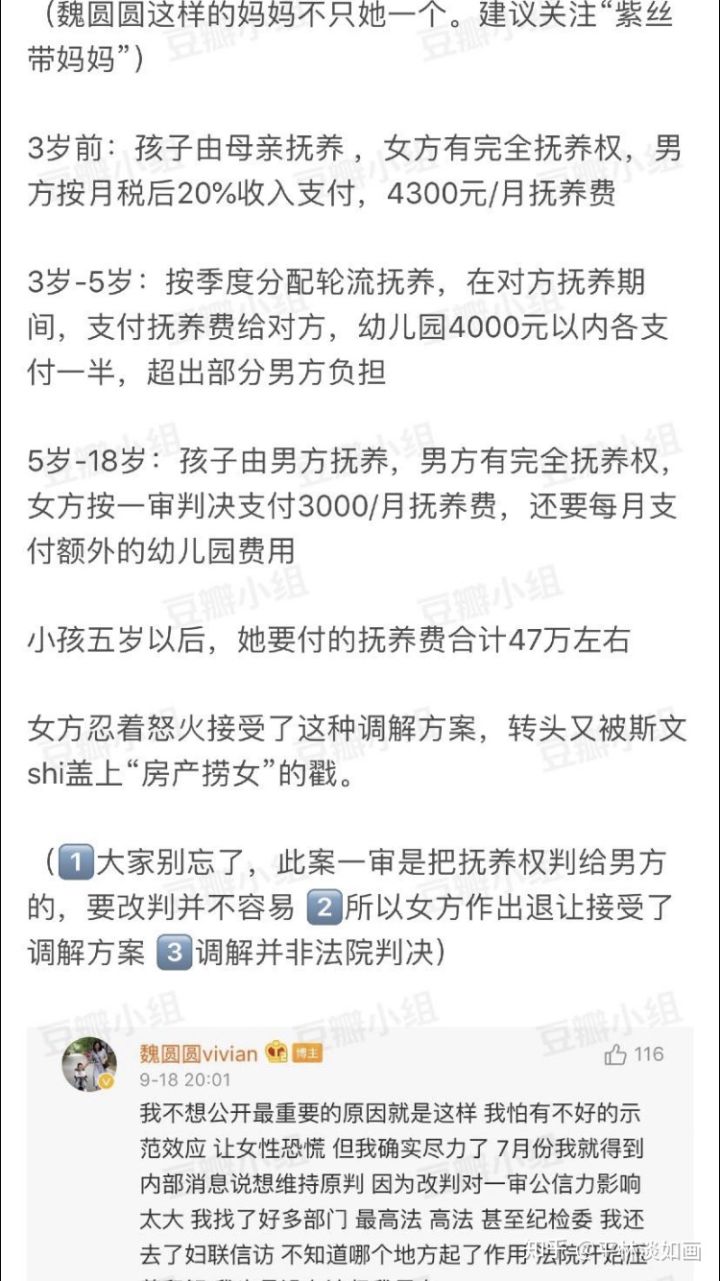 （魏圆圆这样的妈妈不只她一个。建议关注“紫丝
带妈妈”）
3岁前：孩子由母亲抚养 ，女方有完全抚养权，男
方按月税后20%收入支付，4300元/月抚养费
3岁-5岁：按季度分配轮流抚养，在对方抚养期
间，支付抚养费给对方，幼儿园4000元以内各支
付一半，超出部分男方负担
5岁-18岁：孩子由男方抚养，男方有完全抚养权，
女方按一审判决支付3000/月抚养费，还要每月支
付额外的幼儿园费用
小孩五岁以后，她要付的抚养费合计47万左右
女方忍着怒火接受了这种调解方案，转头又被斯文
shi盖上“房产捞女”的戳。
（1️⃣大家别忘了，此案一审是把抚养权判给男方
的，要改判并不容易 2️⃣所以女方作出退让接受了
调解方案 3️⃣调解并非法院判决）
魏圆圆vivian 博主 116
9-18 20:01
我不想公开最重要的原因就是这样 我怕有不好的示
范效应 让女性恐慌 但我确实尽力了 7月份我就得到
内部消息说想维持原判 因为改判对一审公信力影响
太大 我找了好多部门 最高法 高法 甚至纪检委 我还
去了妇联信访 不知道哪个地方起了作用 法院开始压
知乎 @平林淡如画
豆瓣小组